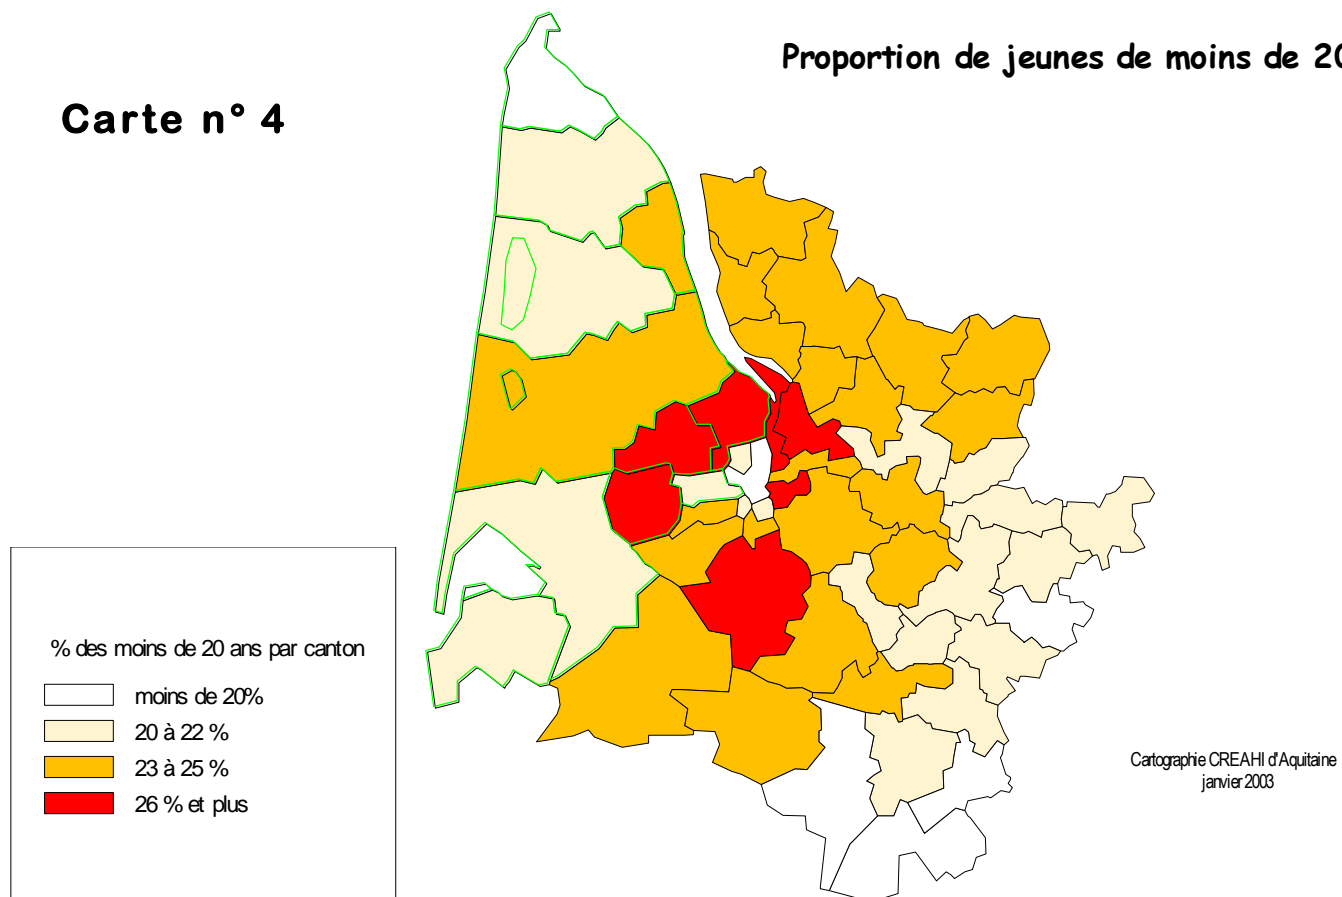 Proportion de jeunes de moins de 20
Carte n° 4
% des moins de 20 ans par canton
moins de 20%
20 à 22 %
23 à 25 %
26 % et plus
Cartographie CREAHI d'Aquitaine
janvier 2003